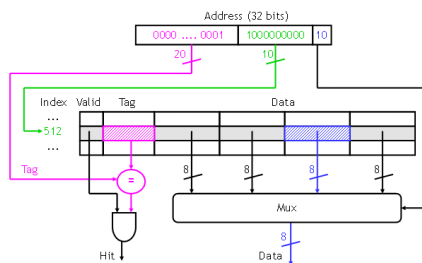 Address (32 bits)
0000 .... 0001 1000000000 10
20 10
Index Valid Tag Data
...
512
...
8 8 8 8
Tag
=
Mux
8
Hit Data